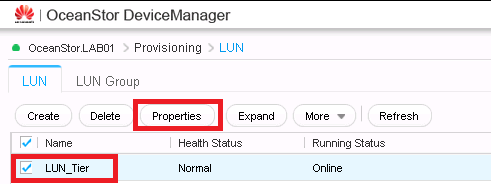 OceanStor DeviceManager
OceanStor.LAB01 Provisioning LUN
LUN LUN Group
Create Delete Properties Expand More Refresh
Name Health Status Running Status
LUN_Tier Normal Online